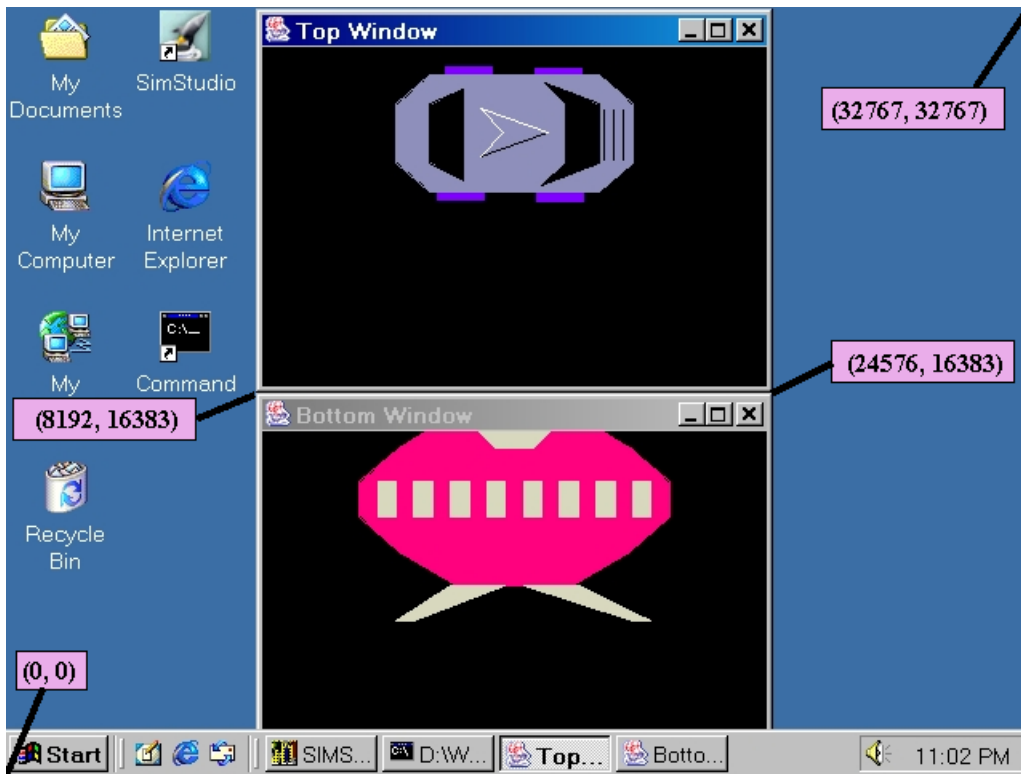 Top Window
My
Documents
SimStudio
(32767, 32767)
My
Computer
Internet
Explorer
C:\_
My
Command
(24576, 16383)
(8192, 16383)
Bottom Window
Recycle
Bin
(0, 0)
Start
SIMS...
D:\W...
Top...
Botto...
11:02 PM